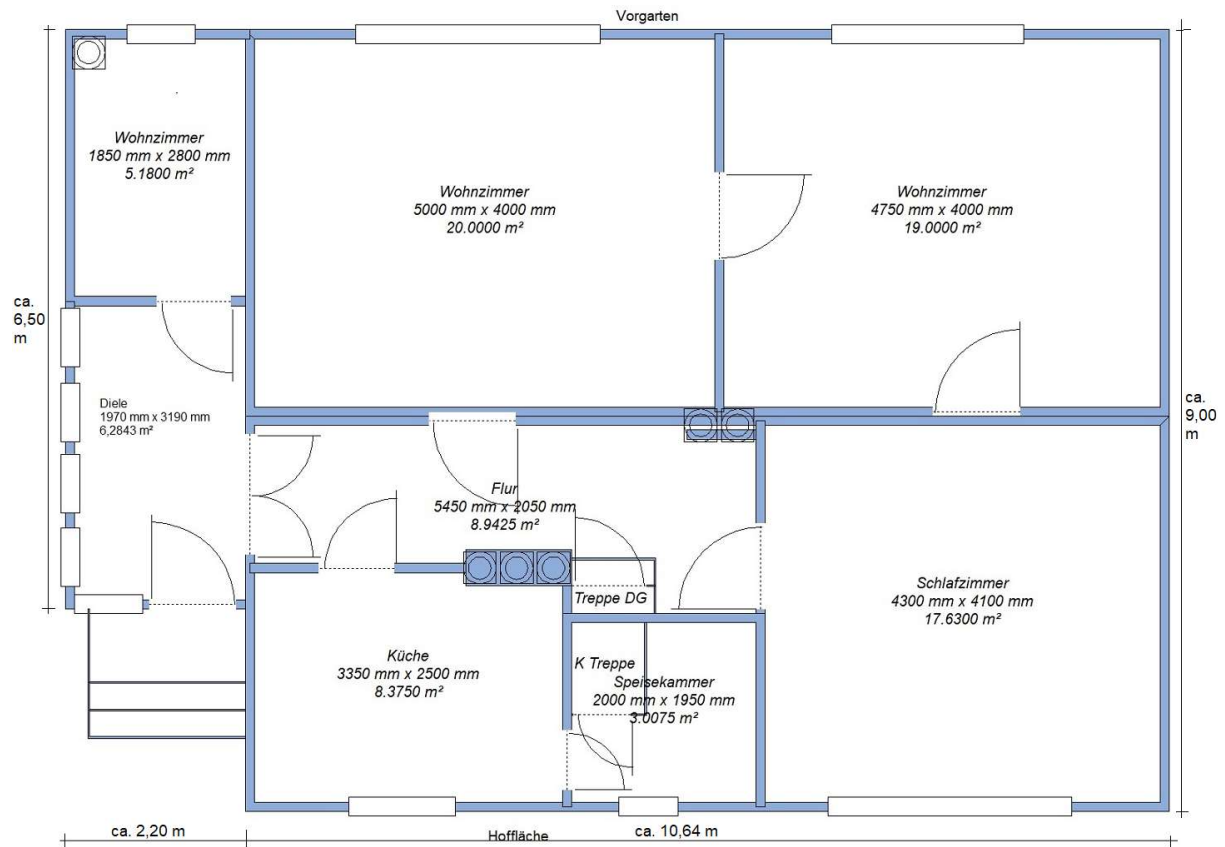 Vorgarten
Wohnzimmer
1850 mm x 2800 mm
5.1800 m²
Wohnzimmer
5000 mm x 4000 mm
20.0000 m²
Wohnzimmer
4750 mm x 4000 mm
19.0000 m²
ca.
6,50
m
Diele
1970 mm x 3190 mm
6,2843 m²
ca.
9,00
m
Flur
5450 mm x 2050 mm
8.9425 m²
Treppe DG
Schlafzimmer
4300 mm x 4100 mm
17.6300 m²
Küche
3350 mm x 2500 mm
8.3750 m²
K Treppe
Speisekammer
2000 mm x 1950 mm
3.0075 m²
ca. 2,20 m
Hoffläche
ca. 10,64 m